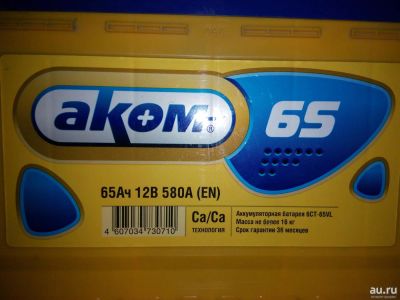 аком®
65
65Ач 12В 580А (EN)
4 607034 730710
Ca/Ca
ТЕХНОЛОГИЯ
Аккумуляторная батарея 6СТ-65VL
Масса не более 16 кг
Срок гарантии 36 месяцев
au.ru